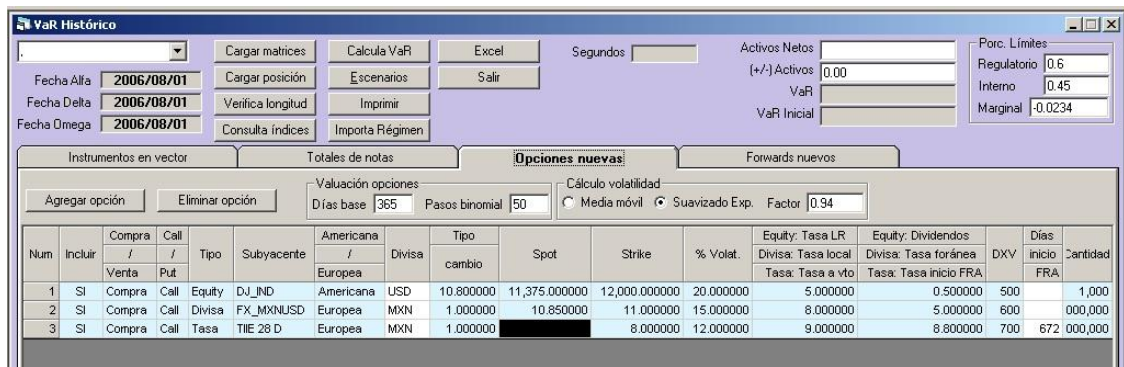 VaR Histórico
.
Cargar matrices Calcula VaR Excel Segundos Activos Netos Porc. Límites
Fecha Alfa 2006/08/01 Cargar posición Escenarios Salir (+/-) Activos 0.00 Regulatorio 0.6
Fecha Delta 2006/08/01 Verifica longitud Imprimir VaR Interno 0.45
Fecha Omega 2006/08/01 Consulta índices Importa Régimen VaR Inicial Marginal -0.0234
Instrumentos en vector Totales de notas Opciones nuevas Forwards nuevos
Valuación opciones Cálculo volatilidad
Agregar opción Eliminar opción Días base 365 Pasos binomial 50 Media móvil Suavizado Exp. Factor 0.94
Num Incluir Compra / Venta Call / Put Tipo Subyacente Americana / Europea Divisa Tipo cambio Spot Strike % Volat. Equity: Tasa LR Divisa: Tasa local Tasa: Tasa a vto Equity: Dividendos Divisa: Tasa foránea Tasa: Tasa inicio FRA DXV Días inicio FRA Cantidad
1 SI Compra Call Equity DJ_IND Americana USD 10.800000 11,375.000000 12,000.000000 20.000000 5.000000 0.500000 500 1,000
2 SI Compra Call Divisa FX_MXNUSD Europea MXN 1.000000 10.850000 11.000000 15.000000 8.000000 5.000000 600 000,000
3 SI Compra Call Tasa TIIE 28 D Europea MXN 1.000000 8.000000 12.000000 9.000000 8.800000 700 672 000,000